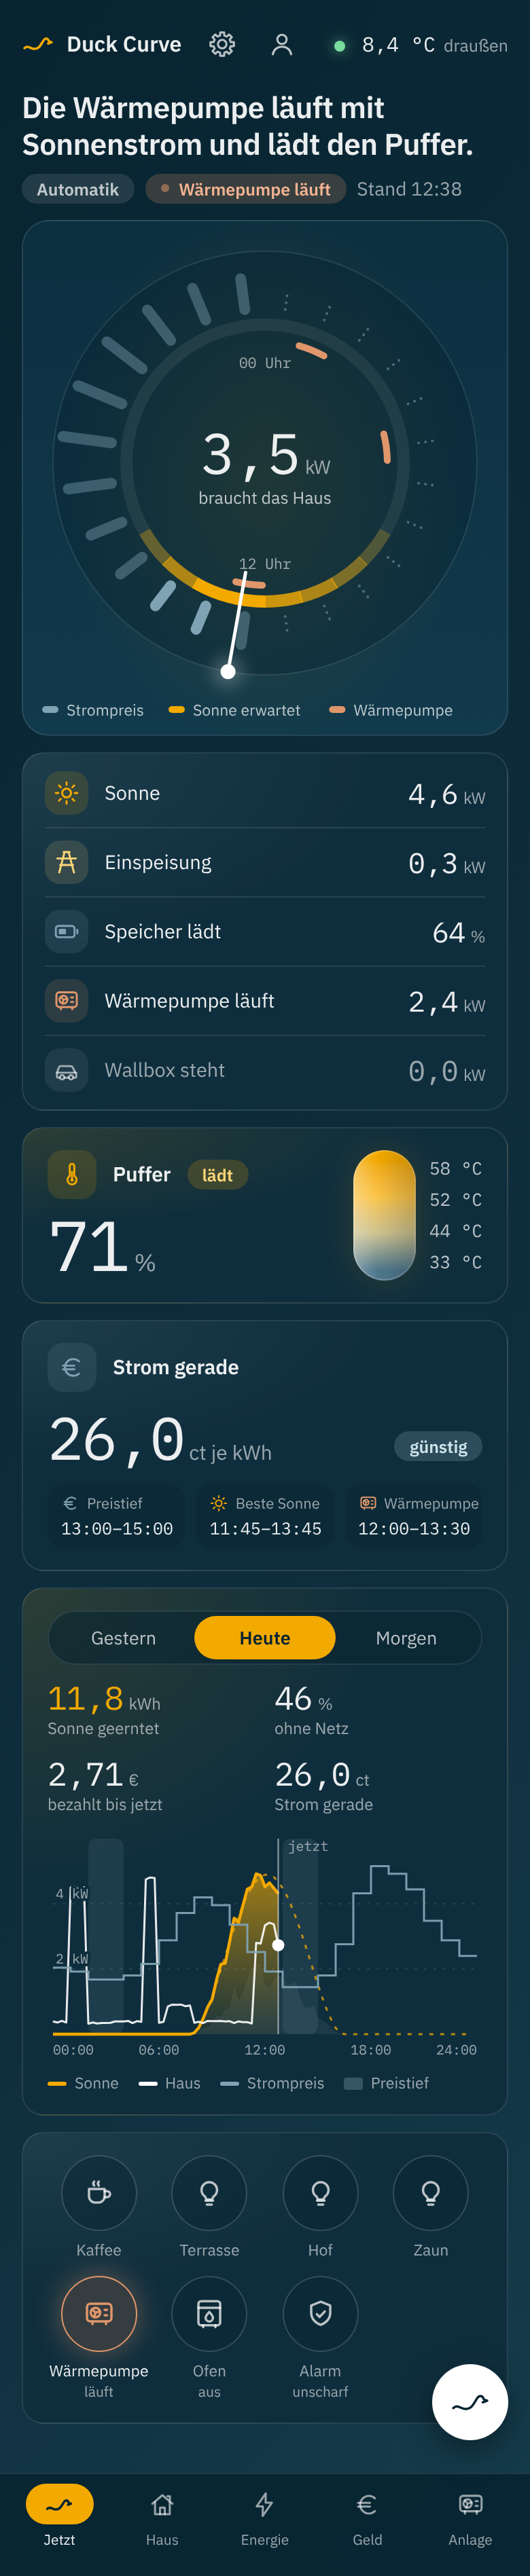 Duck Curve 8,4 °C draußen
Die Wärmepumpe läuft mit
Sonnenstrom und lädt den Puffer.
Automatik Wärmepumpe läuft Stand 12:38
00 Uhr
3,5 kW
braucht das Haus
12 Uhr
Strompreis Sonne erwartet Wärmepumpe
Sonne 4,6 kW
Einspeisung 0,3 kW
Speicher lädt 64 %
Wärmepumpe läuft 2,4 kW
Wallbox steht 0,0 kW
Puffer lädt
71 %
58 °C
52 °C
44 °C
33 °C
Strom gerade
26,0 ct je kWh günstig
Preistief Beste Sonne Wärmepumpe
13:00–15:00 11:45–13:45 12:00–13:30
Gestern Heute Morgen
11,8 kWh 46 %
Sonne geerntet ohne Netz
2,71 € 26,0 ct
bezahlt bis jetzt Strom gerade
jetzt
4 kW
2 kW
00:00 06:00 12:00 18:00 24:00
Sonne Haus Strompreis Preistief
Kaffee Terrasse Hof Zaun
Wärmepumpe Ofen Alarm
läuft aus unscharf
Jetzt Haus Energie Geld Anlage